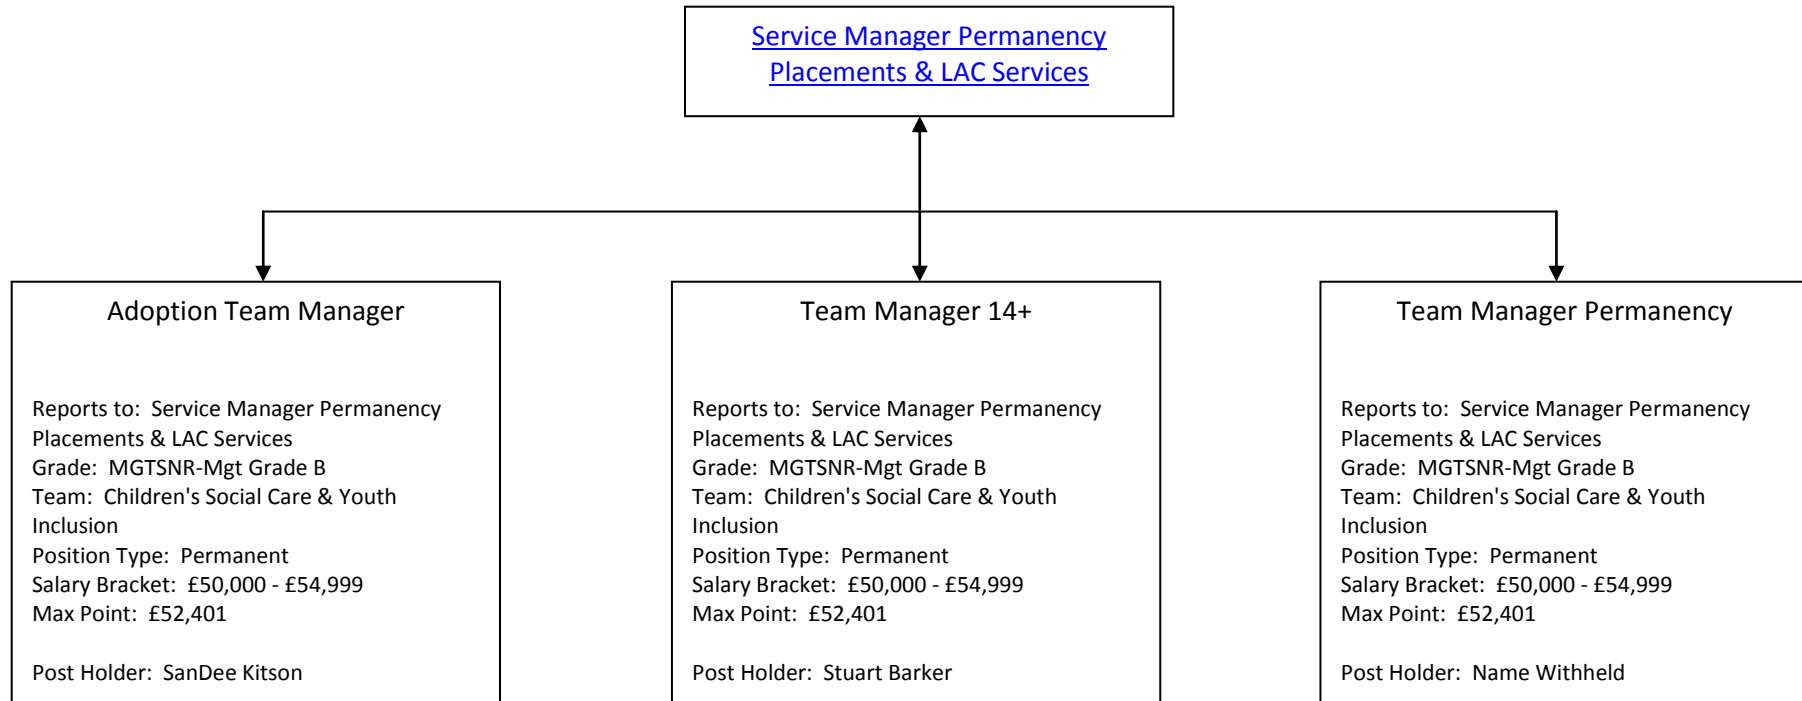 Service Manager Permanency
Placements & LAC Services
Adoption Team Manager
Reports to:  Service Manager Permanency
Placements & LAC Services
Grade:  MGTSNR-Mgt Grade B
Team:  Children's Social Care & Youth
Inclusion
Position Type:  Permanent
Salary Bracket:  £50,000 - £54,999
Max Point:  £52,401
Post Holder:  SanDee Kitson
Team Manager 14+
Reports to:  Service Manager Permanency
Placements & LAC Services
Grade:  MGTSNR-Mgt Grade B
Team:  Children's Social Care & Youth
Inclusion
Position Type:  Permanent
Salary Bracket:  £50,000 - £54,999
Max Point:  £52,401
Post Holder:  Stuart Barker
Team Manager Permanency
Reports to:  Service Manager Permanency
Placements & LAC Services
Grade:  MGTSNR-Mgt Grade B
Team:  Children's Social Care & Youth
Inclusion
Position Type:  Permanent
Salary Bracket:  £50,000 - £54,999
Max Point:  £52,401
Post Holder:  Name Withheld